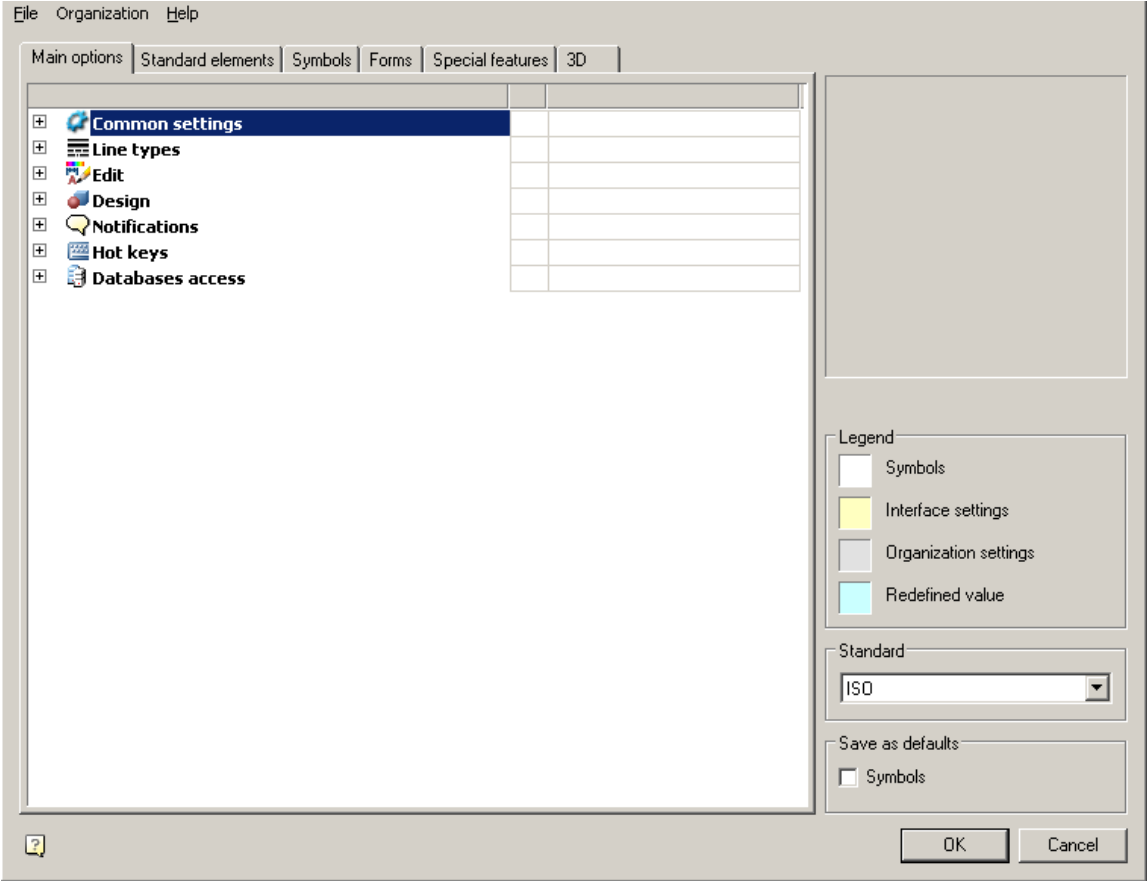 File Organization Help
Main options Standard elements Symbols Forms Special features 3D
Common settings
Line types
Edit
Design
Notifications
Hot keys
Databases access
Legend
Symbols
Interface settings
Organization settings
Redefined value
Standard
ISO
Save as defaults
Symbols
OK Cancel